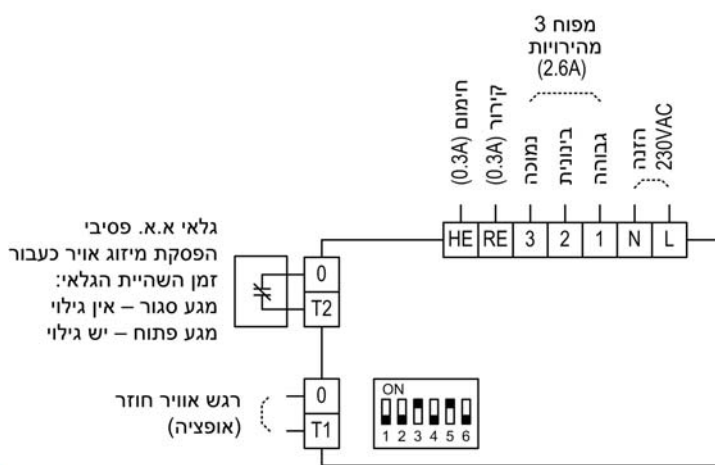 מפוח 3
מהירויות
(2.6A)
חימום (0.3A)
קירור (0.3A)
נמוכה
בינונית
גבוהה
הזנה
230VAC
HE RE 3 2 1 N L
גלאי א.א. פסיבי
הפסקת מיזוג אויר כעבור
זמן השהיית הגלאי:
מגע סגור – אין גילוי
מגע פתוח – יש גילוי
0
T2
רגש אוויר חוזר
(אופציה)
0
T1
ON
1 2 3 4 5 6